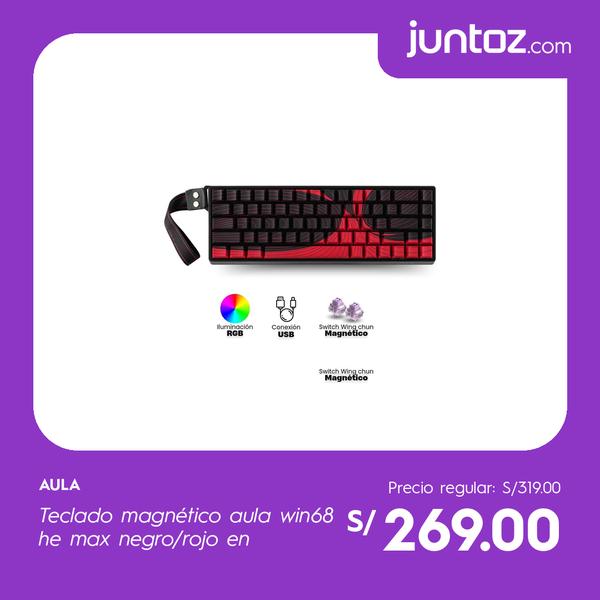 juntoz.com
Iluminación
RGB
Conexión
USB
Switch Wing chun
Magnético
Switch Wing chun
Magnético
AULA
Teclado magnético aula win68
he max negro/rojo en
Precio regular: S/319.00
S/ 269.00